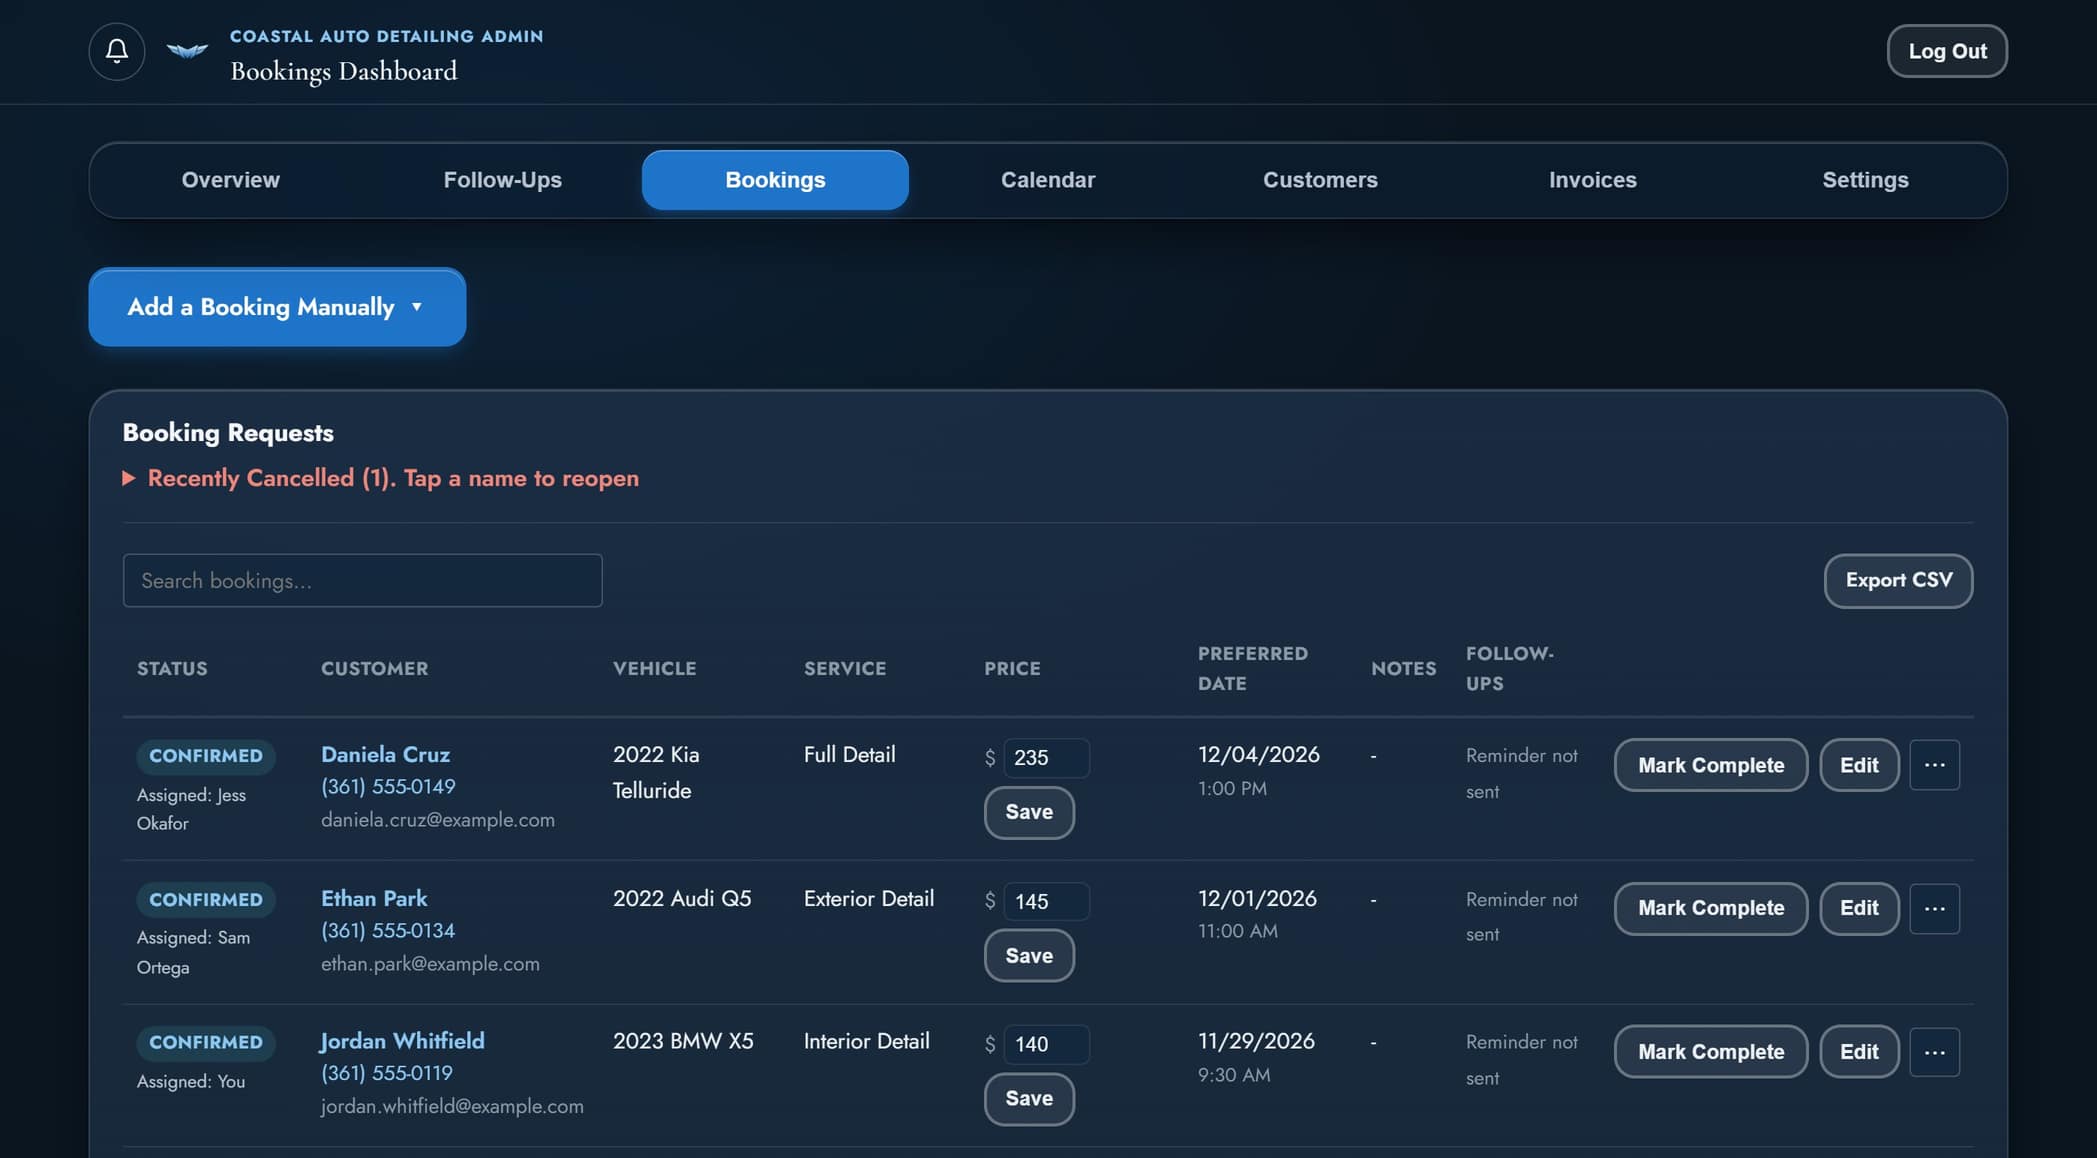 COASTAL AUTO DETAILING ADMIN
Bookings Dashboard
Log Out
Overview
Follow-Ups
Bookings
Calendar
Customers
Invoices
Settings
Add a Booking Manually ▼
Booking Requests
▶ Recently Cancelled (1). Tap a name to reopen
Search bookings...
Export CSV
STATUS
CUSTOMER
VEHICLE
SERVICE
PRICE
PREFERRED
DATE
NOTES
FOLLOW-
UPS
CONFIRMED
Assigned: Jess
Okafor
Daniela Cruz
(361) 555-0149
daniela.cruz@example.com
2022 Kia
Telluride
Full Detail
$ 235
Save
12/04/2026
1:00 PM
-
Reminder not
sent
Mark Complete
Edit
...
CONFIRMED
Assigned: Sam
Ortega
Ethan Park
(361) 555-0134
ethan.park@example.com
2022 Audi Q5
Exterior Detail
$ 145
Save
12/01/2026
11:00 AM
-
Reminder not
sent
Mark Complete
Edit
...
CONFIRMED
Assigned: You
Jordan Whitfield
(361) 555-0119
jordan.whitfield@example.com
2023 BMW X5
Interior Detail
$ 140
Save
11/29/2026
9:30 AM
-
Reminder not
sent
Mark Complete
Edit
...